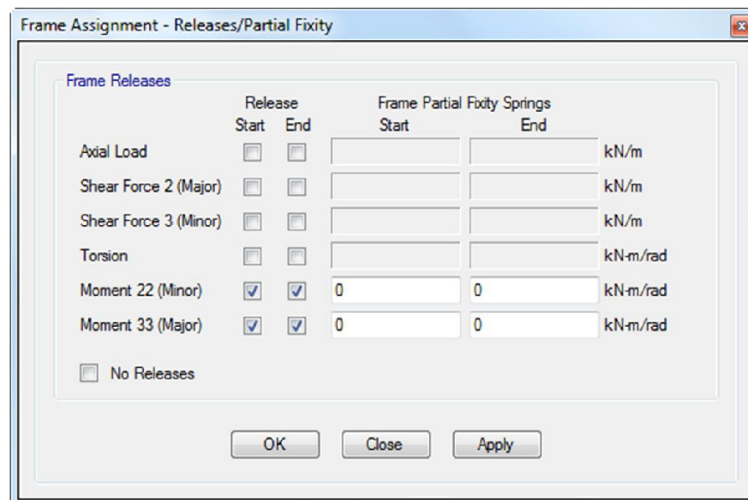 Frame Assignment - Releases/Partial Fixity
Frame Releases
Release Frame Partial Fixity Springs
Start End Start End
Axial Load kN/m
Shear Force 2 (Major) kN/m
Shear Force 3 (Minor) kN/m
Torsion kN-m/rad
Moment 22 (Minor) 0 0 kN-m/rad
Moment 33 (Major) 0 0 kN-m/rad
No Releases
OK Close Apply